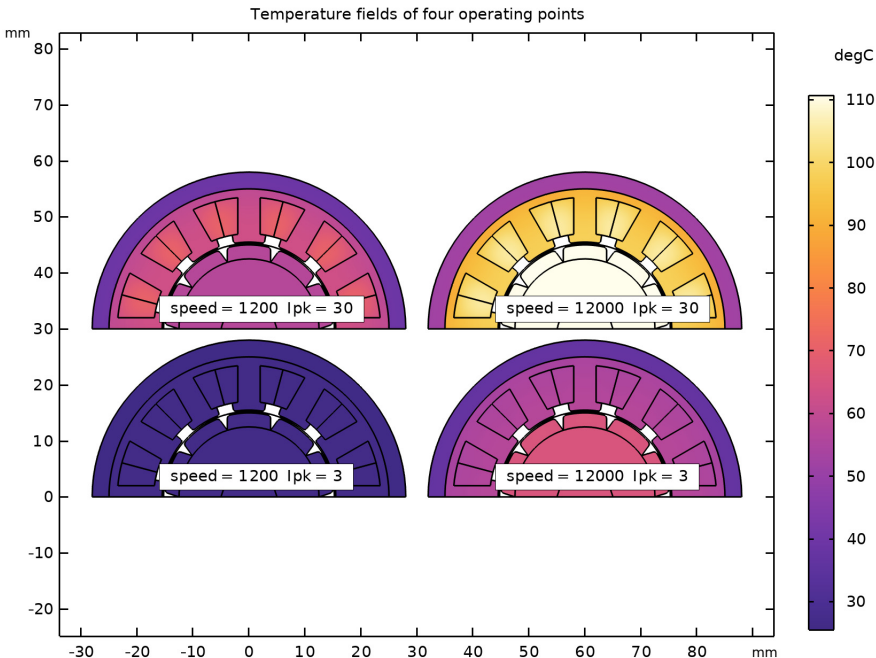 Temperature fields of four operating points
mm
degC
80
70
60
50
40
30
20
10
0
-10
-20
speed = 1200 Ipk = 30
speed = 12000 Ipk = 30
speed = 1200 Ipk = 3
speed = 12000 Ipk = 3
110
100
90
80
70
60
50
40
30
-30 -20 -10 0 10 20 30 40 50 60 70 80 mm